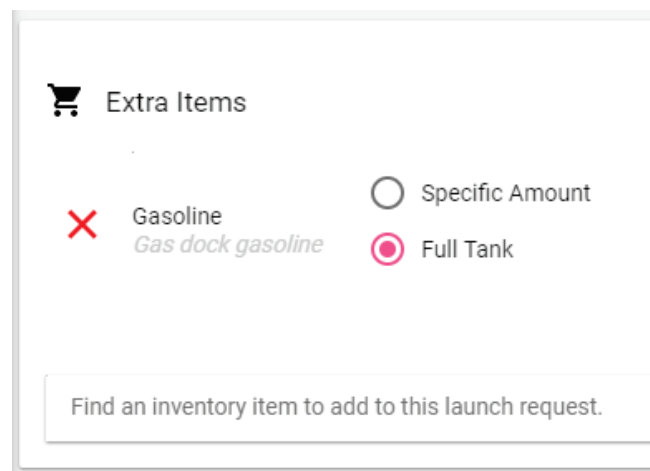 Extra Items
Gasoline
Gas dock gasoline
Specific Amount
Full Tank
Find an inventory item to add to this launch request.